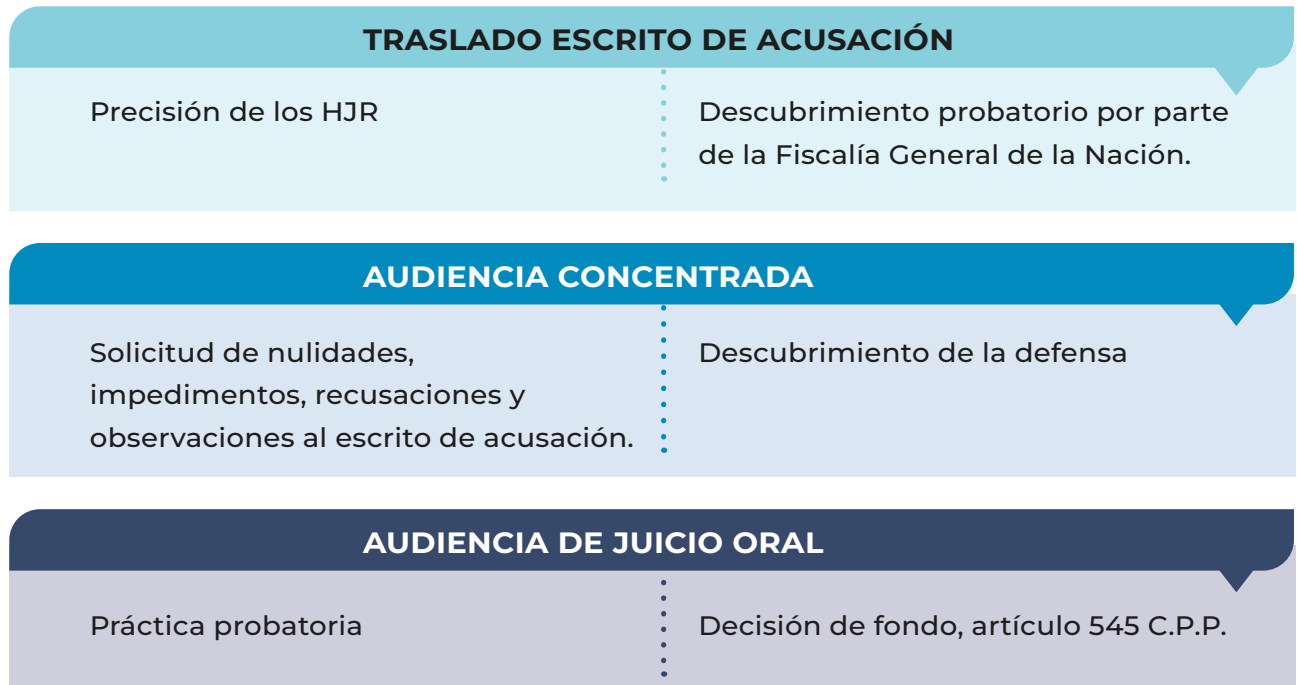 TRASLADO ESCRITO DE ACUSACIÓN
Precisión de los HJR
Descubrimiento probatorio por parte
de la Fiscalía General de la Nación.
AUDIENCIA CONCENTRADA
Solicitud de nulidades,
impedimentos, recusaciones y
observaciones al escrito de acusación.
Descubrimiento de la defensa
AUDIENCIA DE JUICIO ORAL
Práctica probatoria
Decisión de fondo, artículo 545 C.P.P.